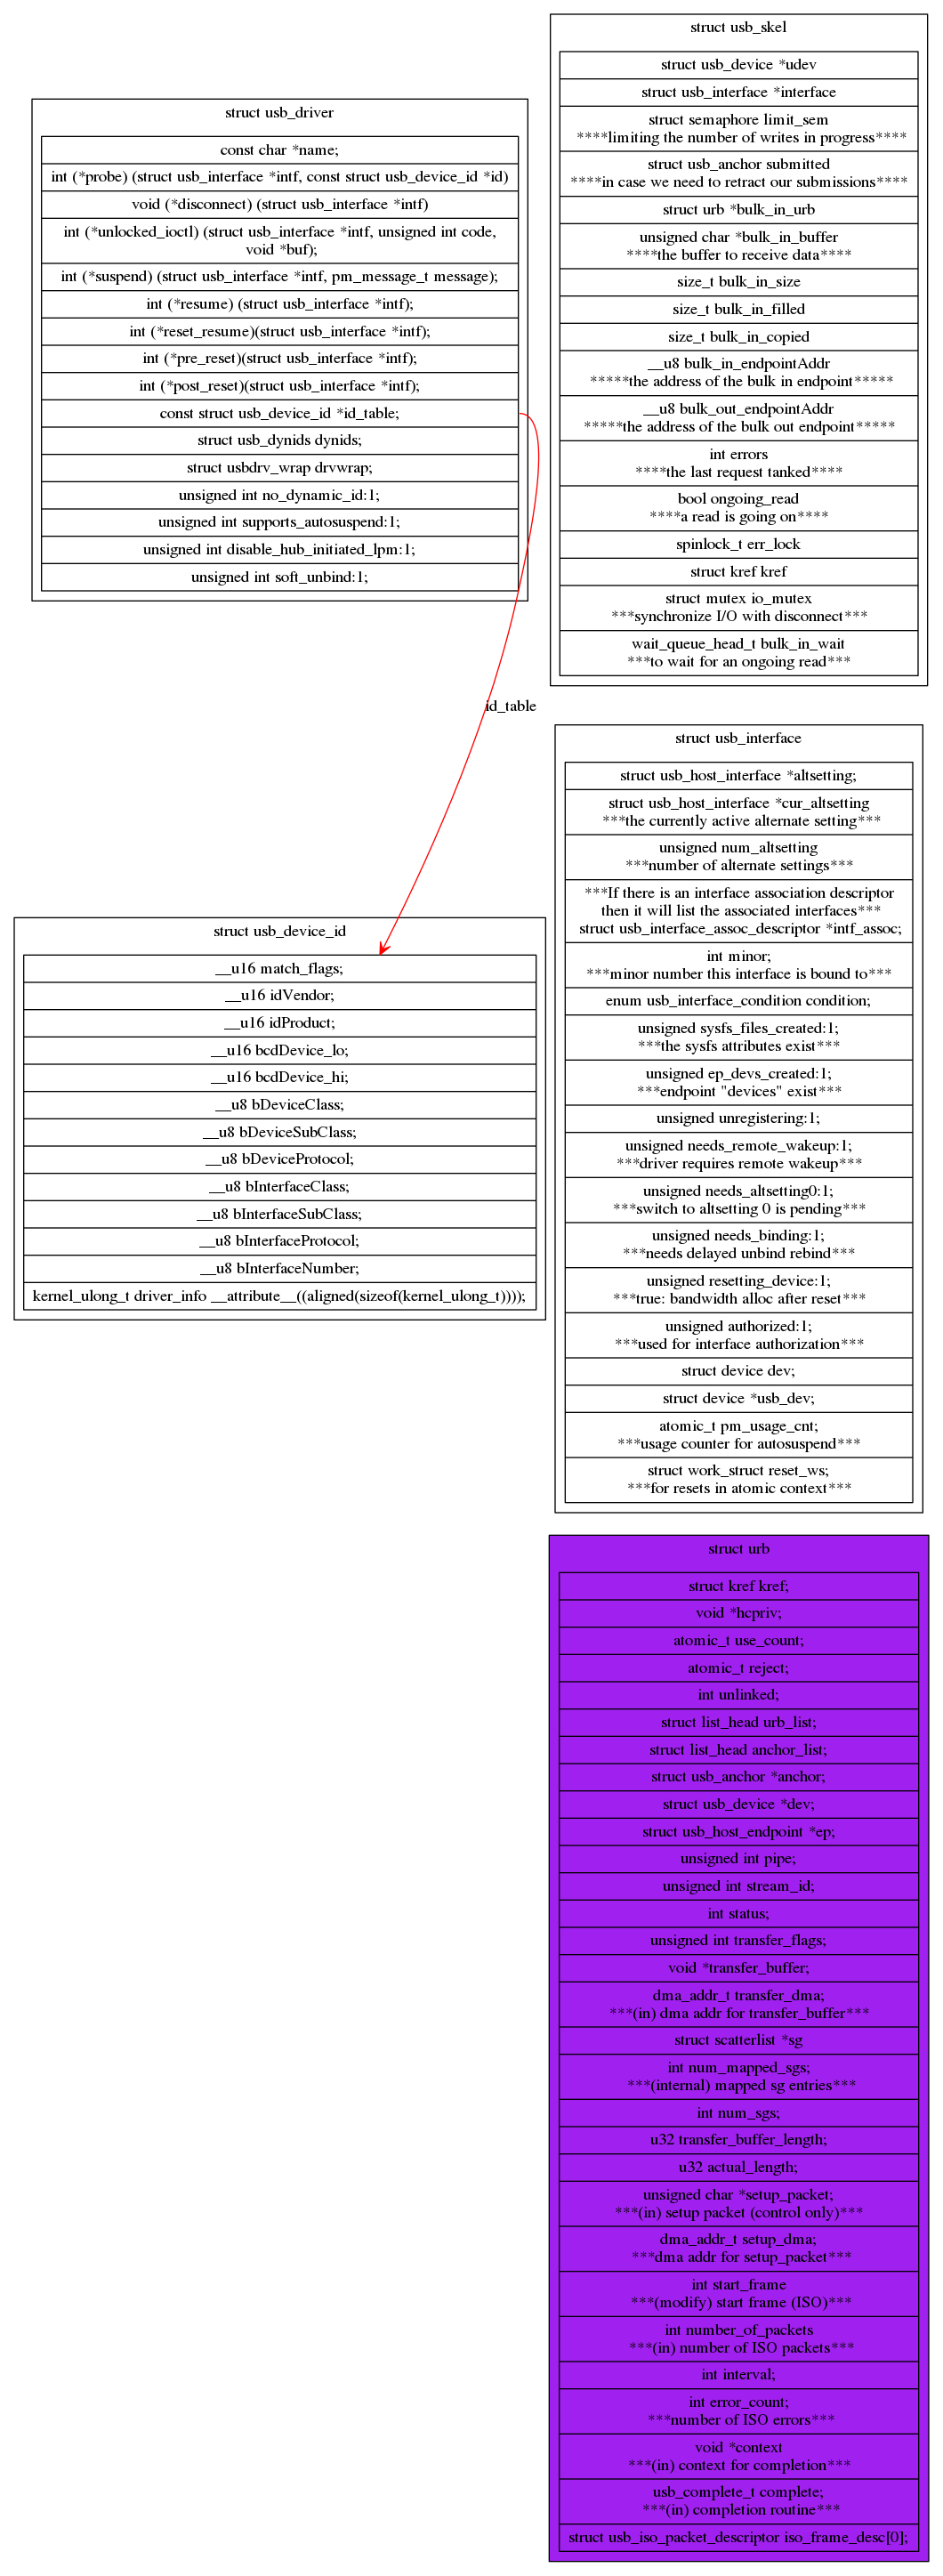 struct usb_skel
struct usb_device *udev
struct usb_interface *interface
struct semaphore limit_sem
****limiting the number of writes in progress****
struct usb_anchor submitted
****in case we need to retract our submissions****
struct urb *bulk_in_urb
unsigned char *bulk_in_buffer
****the buffer to receive data****
size_t bulk_in_size
size_t bulk_in_filled
size_t bulk_in_copied
__u8 bulk_in_endpointAddr
*****the address of the bulk in endpoint*****
__u8 bulk_out_endpointAddr
*****the address of the bulk out endpoint*****
int errors
****the last request tanked****
bool ongoing_read
****a read is going on****
spinlock_t err_lock
struct kref kref
struct mutex io_mutex
***synchronize I/O with disconnect***
wait_queue_head_t bulk_in_wait
***to wait for an ongoing read***
struct usb_driver
const char *name;
int (*probe) (struct usb_interface *intf, const struct usb_device_id *id)
void (*disconnect) (struct usb_interface *intf)
int (*unlocked_ioctl) (struct usb_interface *intf, unsigned int code,
void *buf);
int (*suspend) (struct usb_interface *intf, pm_message_t message);
int (*resume) (struct usb_interface *intf);
int (*reset_resume)(struct usb_interface *intf);
int (*pre_reset)(struct usb_interface *intf);
int (*post_reset)(struct usb_interface *intf);
const struct usb_device_id *id_table;
struct usb_dynids dynids;
struct usbdrv_wrap drvwrap;
unsigned int no_dynamic_id:1;
unsigned int supports_autosuspend:1;
unsigned int disable_hub_initiated_lpm:1;
unsigned int soft_unbind:1;
id_table
struct usb_interface
struct usb_host_interface *altsetting;
struct usb_host_interface *cur_altsetting
***the currently active alternate setting***
unsigned num_altsetting
***number of alternate settings***
***If there is an interface association descriptor
then it will list the associated interfaces***
struct usb_interface_assoc_descriptor *intf_assoc;
int minor;
***minor number this interface is bound to***
enum usb_interface_condition condition;
unsigned sysfs_files_created:1;
***the sysfs attributes exist***
unsigned ep_devs_created:1;
***endpoint "devices" exist***
unsigned unregistering:1;
unsigned needs_remote_wakeup:1;
***driver requires remote wakeup***
unsigned needs_altsetting0:1;
***switch to altsetting 0 is pending***
unsigned needs_binding:1;
***needs delayed unbind rebind***
unsigned resetting_device:1;
***true: bandwidth alloc after reset***
unsigned authorized:1;
***used for interface authorization***
struct device dev;
struct device *usb_dev;
atomic_t pm_usage_cnt;
***usage counter for autosuspend***
struct work_struct reset_ws;
***for resets in atomic context***
struct usb_device_id
__u16 match_flags;
__u16 idVendor;
__u16 idProduct;
__u16 bcdDevice_lo;
__u16 bcdDevice_hi;
__u8 bDeviceClass;
__u8 bDeviceSubClass;
__u8 bDeviceProtocol;
__u8 bInterfaceClass;
__u8 bInterfaceSubClass;
__u8 bInterfaceProtocol;
__u8 bInterfaceNumber;
kernel_ulong_t driver_info __attribute__((aligned(sizeof(kernel_ulong_t))));
struct urb
struct kref kref;
void *hcpriv;
atomic_t use_count;
atomic_t reject;
int unlinked;
struct list_head urb_list;
struct list_head anchor_list;
struct usb_anchor *anchor;
struct usb_device *dev;
struct usb_host_endpoint *ep;
unsigned int pipe;
unsigned int stream_id;
int status;
unsigned int transfer_flags;
void *transfer_buffer;
dma_addr_t transfer_dma;
***(in) dma addr for transfer_buffer***
struct scatterlist *sg
int num_mapped_sgs;
***(internal) mapped sg entries***
int num_sgs;
u32 transfer_buffer_length;
u32 actual_length;
unsigned char *setup_packet;
***(in) setup packet (control only)***
dma_addr_t setup_dma;
***dma addr for setup_packet***
int start_frame
***(modify) start frame (ISO)***
int number_of_packets
***(in) number of ISO packets***
int interval;
int error_count;
***number of ISO errors***
void *context
***(in) context for completion***
usb_complete_t complete;
***(in) completion routine***
struct usb_iso_packet_descriptor iso_frame_desc[0];